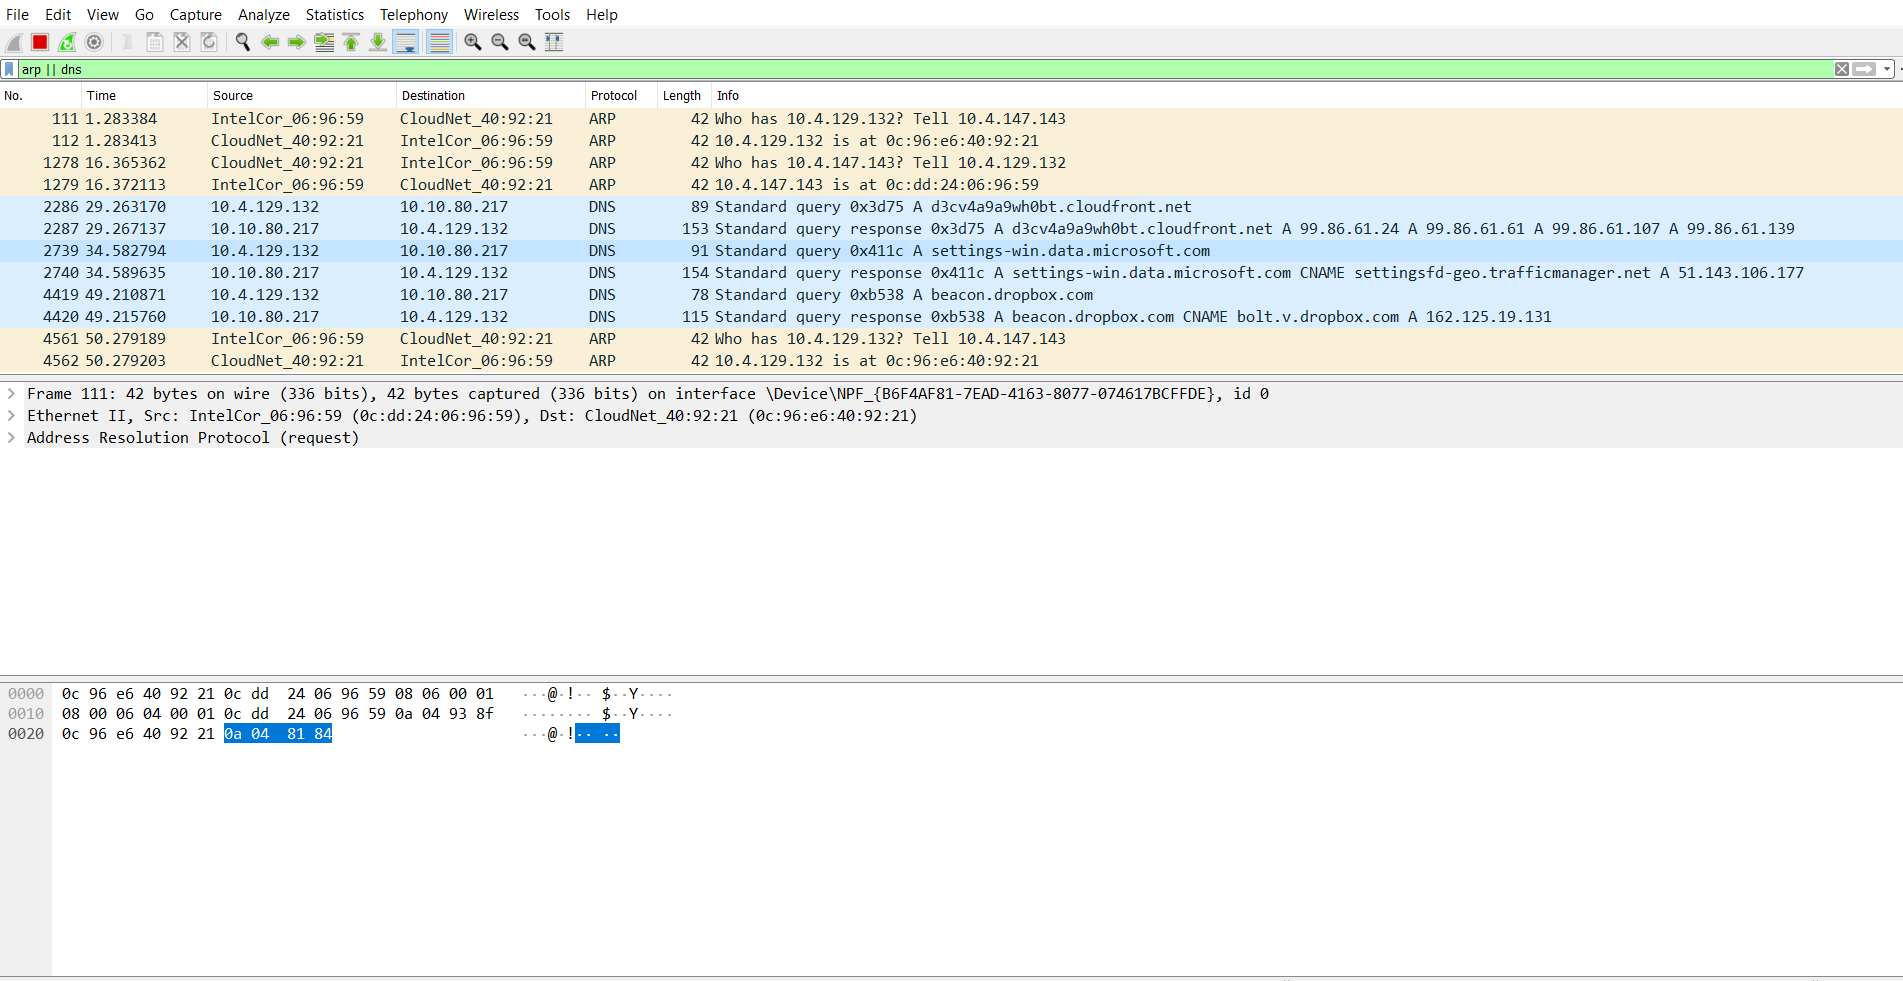 File Edit View Go Capture Analyze Statistics Telephony Wireless Tools Help
arp || dns
No. Time Source Destination Protocol Length Info
111 1.283384 IntelCor_06:96:59 CloudNet_40:92:21 ARP 42 Who has 10.4.129.132? Tell 10.4.147.143
112 1.283413 CloudNet_40:92:21 IntelCor_06:96:59 ARP 42 10.4.129.132 is at 0c:96:e6:40:92:21
1278 16.365362 CloudNet_40:92:21 IntelCor_06:96:59 ARP 42 Who has 10.4.147.143? Tell 10.4.129.132
1279 16.372113 IntelCor_06:96:59 CloudNet_40:92:21 ARP 42 10.4.147.143 is at 0c:dd:24:06:96:59
2286 29.263170 10.4.129.132 10.10.80.217 DNS 89 Standard query 0x3d75 A d3cv4a9a9wh0bt.cloudfront.net
2287 29.267137 10.10.80.217 10.4.129.132 DNS 153 Standard query response 0x3d75 A d3cv4a9a9wh0bt.cloudfront.net A 99.86.61.24 A 99.86.61.61 A 99.86.61.107 A 99.86.61.139
2739 34.582794 10.4.129.132 10.10.80.217 DNS 91 Standard query 0x411c A settings-win.data.microsoft.com
2740 34.589635 10.10.80.217 10.4.129.132 DNS 154 Standard query response 0x411c A settings-win.data.microsoft.com CNAME settingsfd-geo.trafficmanager.net A 51.143.106.177
4419 49.210871 10.4.129.132 10.10.80.217 DNS 78 Standard query 0xb538 A beacon.dropbox.com
4420 49.215760 10.10.80.217 10.4.129.132 DNS 115 Standard query response 0xb538 A beacon.dropbox.com CNAME bolt.v.dropbox.com A 162.125.19.131
4561 50.279189 IntelCor_06:96:59 CloudNet_40:92:21 ARP 42 Who has 10.4.129.132? Tell 10.4.147.143
4562 50.279203 CloudNet_40:92:21 IntelCor_06:96:59 ARP 42 10.4.129.132 is at 0c:96:e6:40:92:21
Frame 111: 42 bytes on wire (336 bits), 42 bytes captured (336 bits) on interface \Device\NPF_{B6F4AF81-7EAD-4163-8077-074617BCFFDE}, id 0
Ethernet II, Src: IntelCor_06:96:59 (0c:dd:24:06:96:59), Dst: CloudNet_40:92:21 (0c:96:e6:40:92:21)
Address Resolution Protocol (request)
0000 0c 96 e6 40 92 21 0c dd 24 06 96 59 08 06 00 01 ···@·!·· $··Y····
0010 08 00 06 04 00 01 0c dd 24 06 96 59 0a 04 93 8f ········ $··Y····
0020 0c 96 e6 40 92 21 0a 04 81 84 ···@·!·· ··